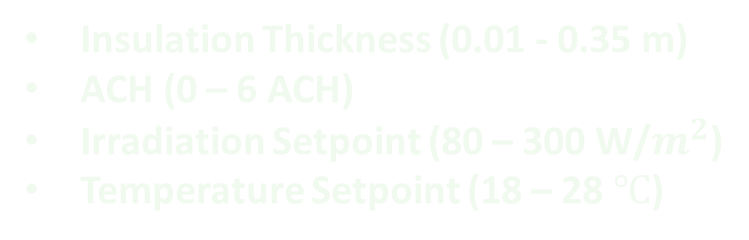 • Insulation Thickness (0.01 - 0.35 m)
• ACH (0 – 6 ACH)
• Irradiation Setpoint (80 – 300 W/m²)
• Temperature Setpoint (18 – 28 ℃)